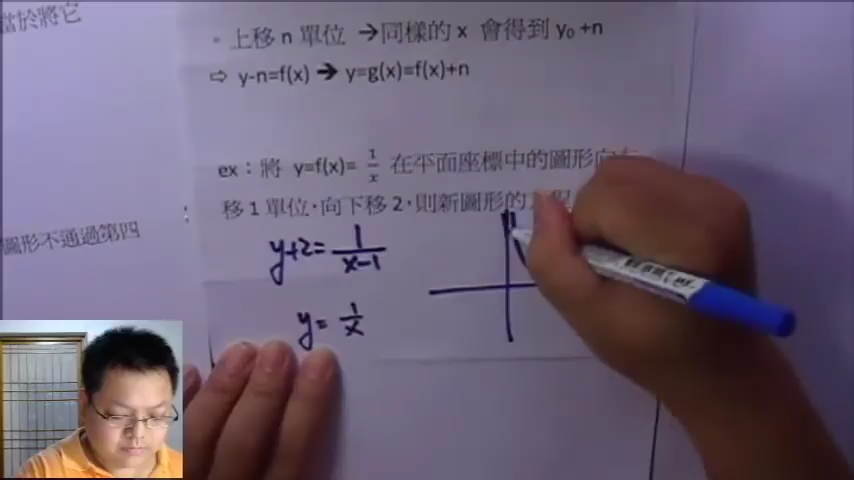 當於將它
。上移 n 單位 →同樣的 x 會得到 y₀ +n
⇨ y-n=f(x) ➔ y=g(x)=f(x)+n
ex：將 y=f(x)= 1/x 在平面座標中的圖形向
移 1 單位，向下移 2，則新圖形的
圖形不通過第四
y+2= 1/x-1
y= 1/x